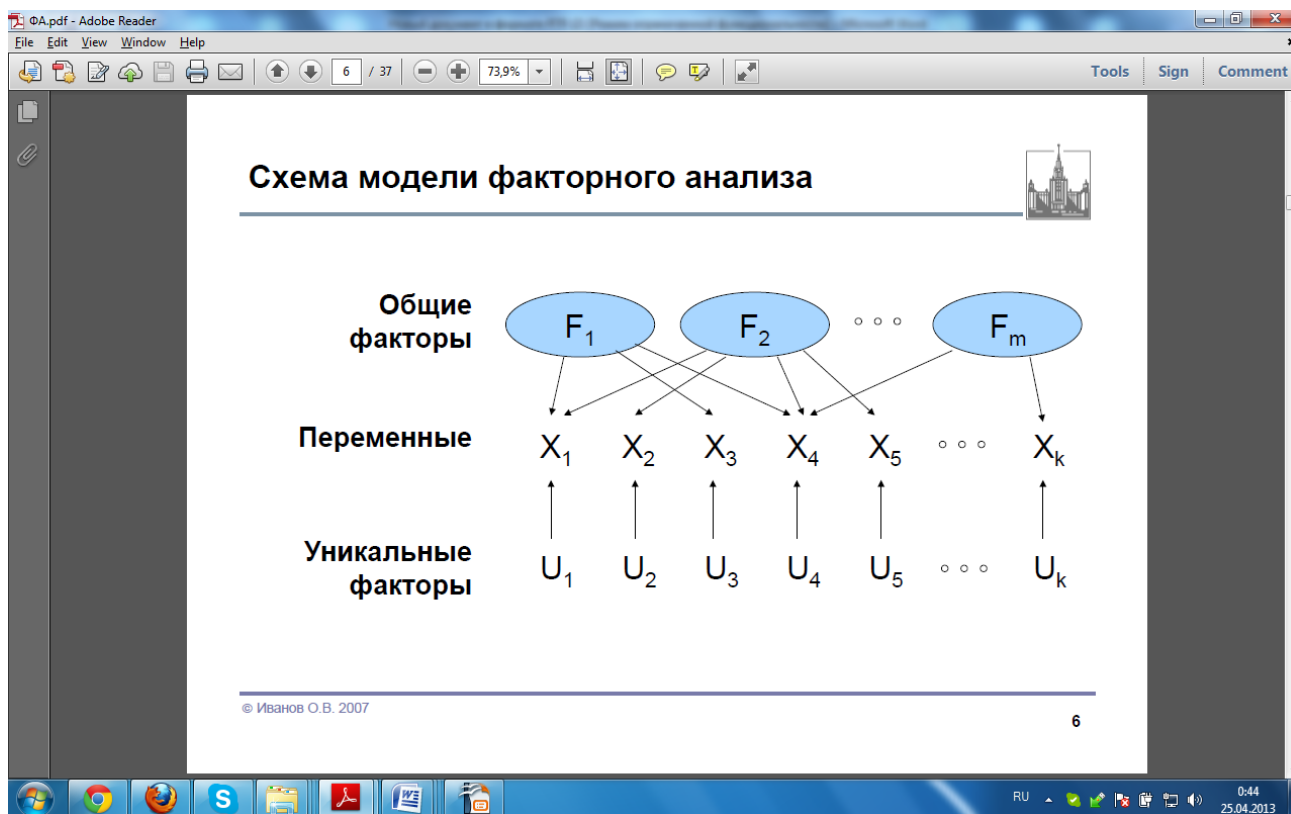 ФА.pdf - Adobe Reader
File Edit View Window Help
6 / 37 73,9% Tools Sign Comment
Схема модели факторного анализа
Общие
факторы
F1 F2 Fm
Переменные
X1 X2 X3 X4 X5 Xk
Уникальные
факторы
U1 U2 U3 U4 U5 Uk
© Иванов О.В. 2007
6
RU 0:44
25.04.2013